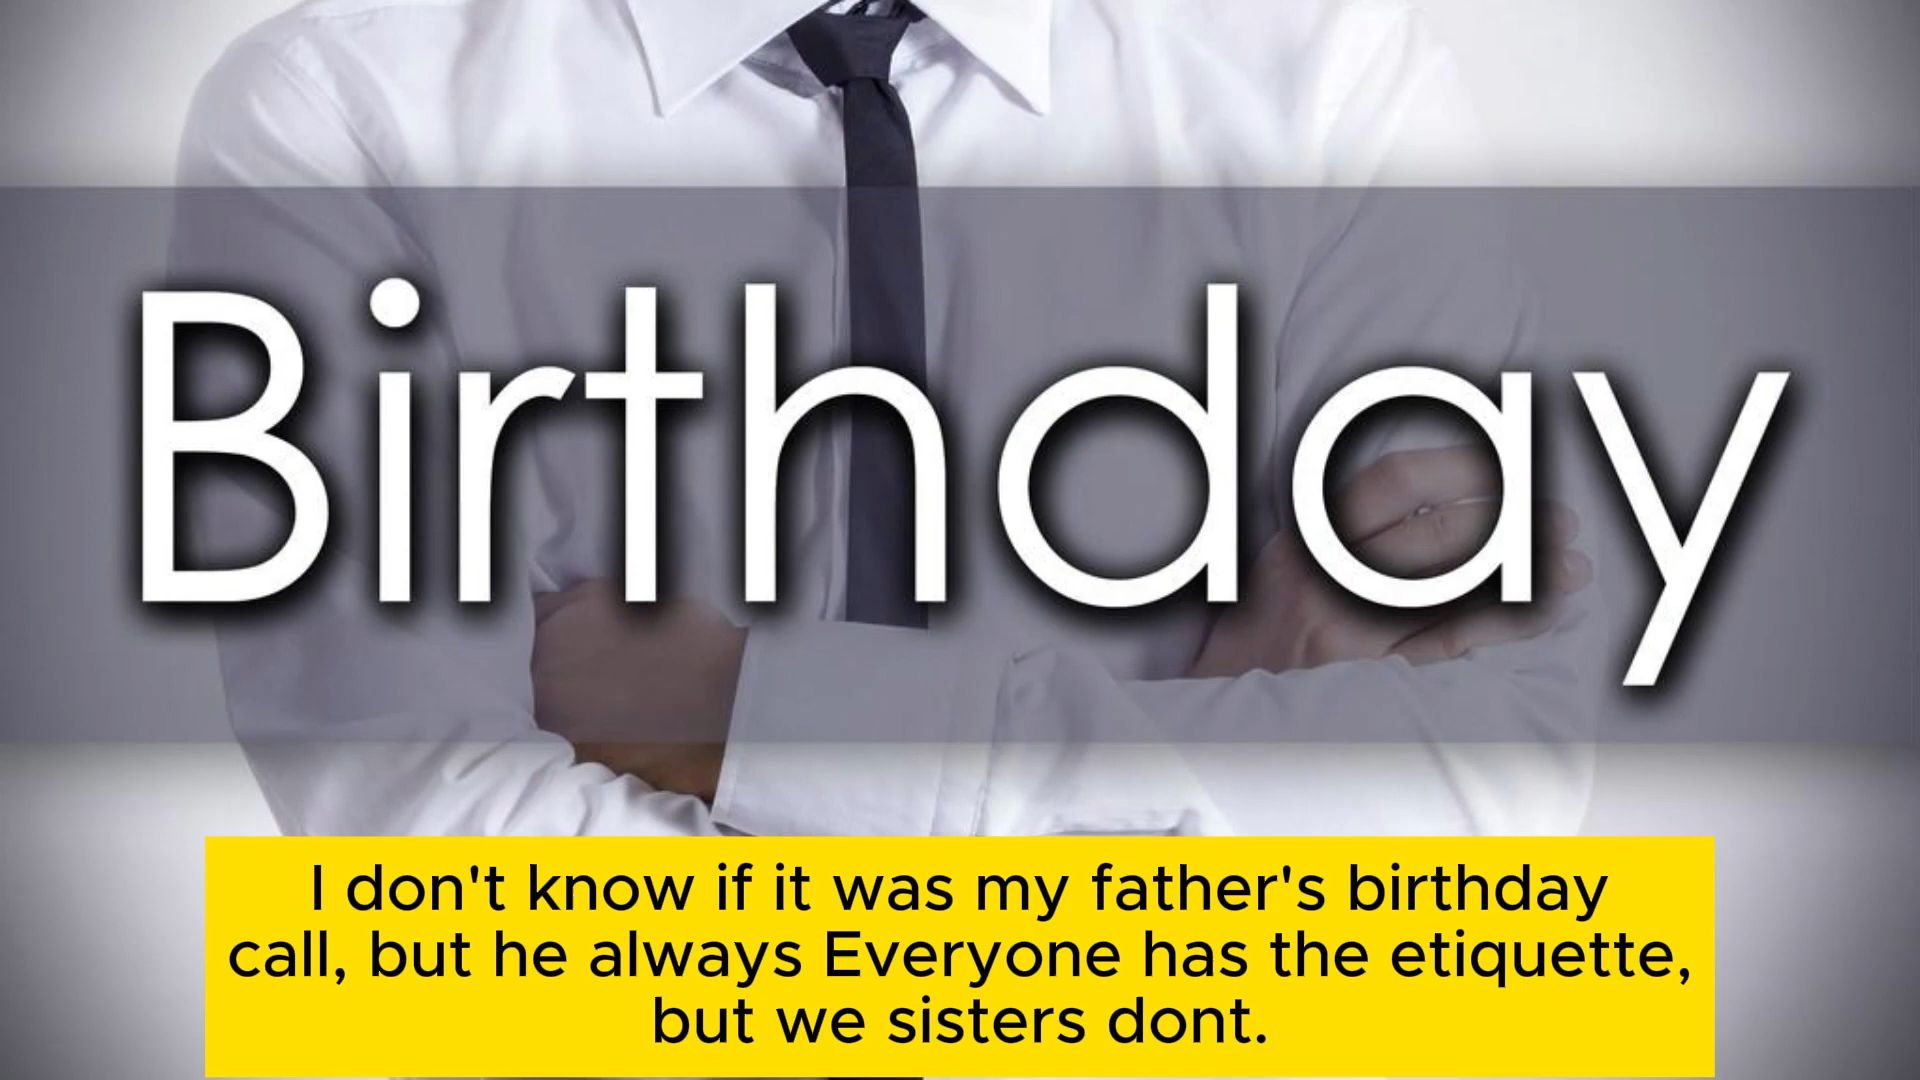 Birthday
I don't know if it was my father's birthday
call, but he always Everyone has the etiquette,
but we sisters dont.